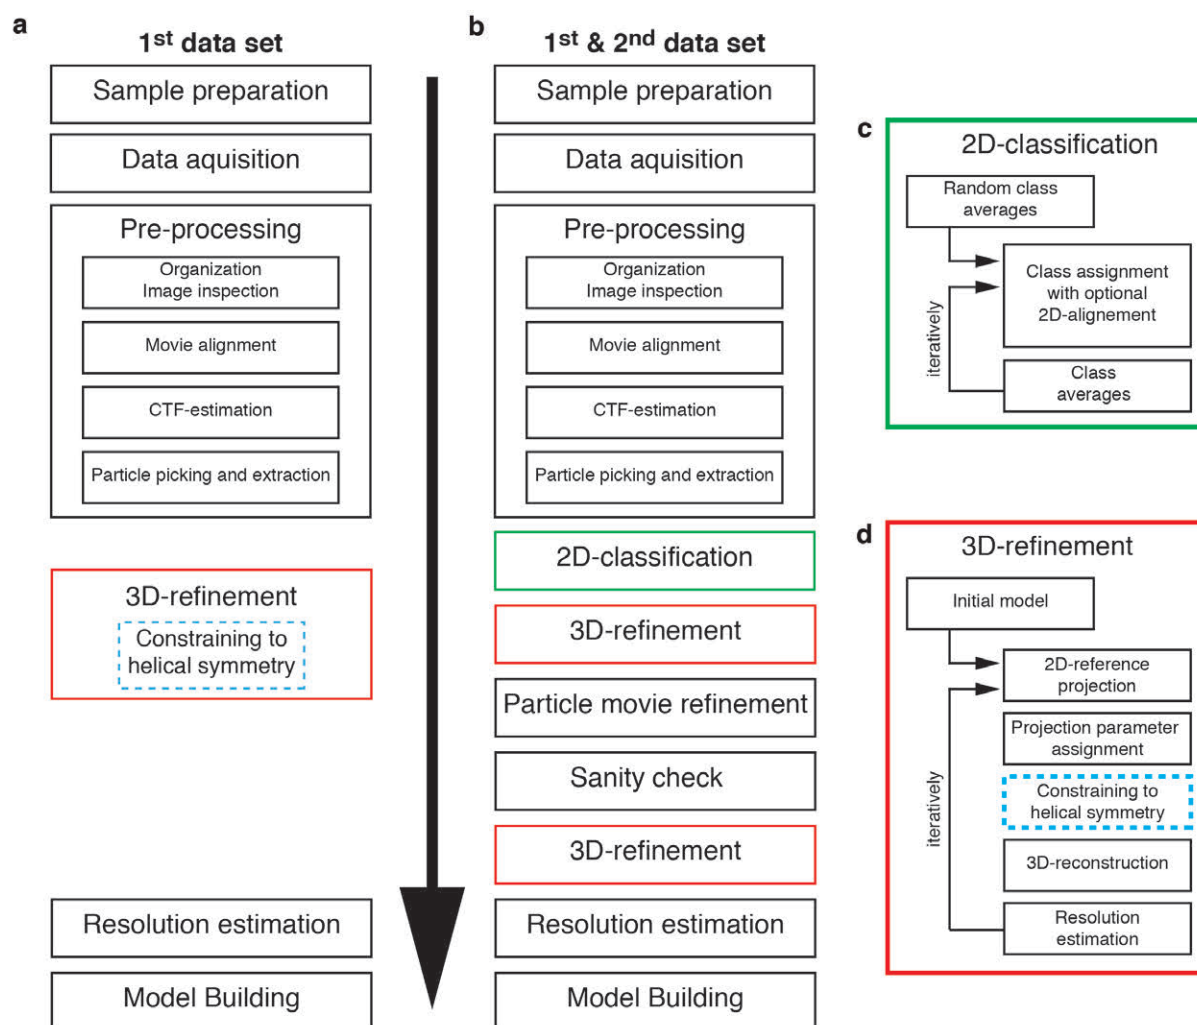 a
1st data set
Sample preparation
Data aquisition
Pre-processing
Organization
Image inspection
Movie alignment
CTF-estimation
Particle picking and extraction
3D-refinement
Constraining to
helical symmetry
Resolution estimation
Model Building
b
1st & 2nd data set
Sample preparation
Data aquisition
Pre-processing
Organization
Image inspection
Movie alignment
CTF-estimation
Particle picking and extraction
2D-classification
3D-refinement
Particle movie refinement
Sanity check
3D-refinement
Resolution estimation
Model Building
c
2D-classification
Random class
averages
Class assignment
with optional
2D-alignement
iteratively
Class
averages
d
3D-refinement
Initial model
2D-reference
projection
Projection parameter
assignment
Constraining to
helical symmetry
iteratively
3D-reconstruction
Resolution
estimation